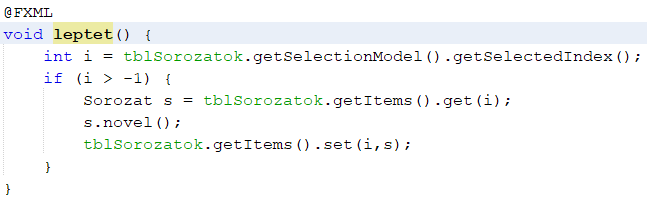 @FXML
void leptet() {
    int i = tblSorozatok.getSelectionModel().getSelectedIndex();
    if (i > -1) {
        Sorozat s = tblSorozatok.getItems().get(i);
        s.novel();
        tblSorozatok.getItems().set(i,s);
    }
}